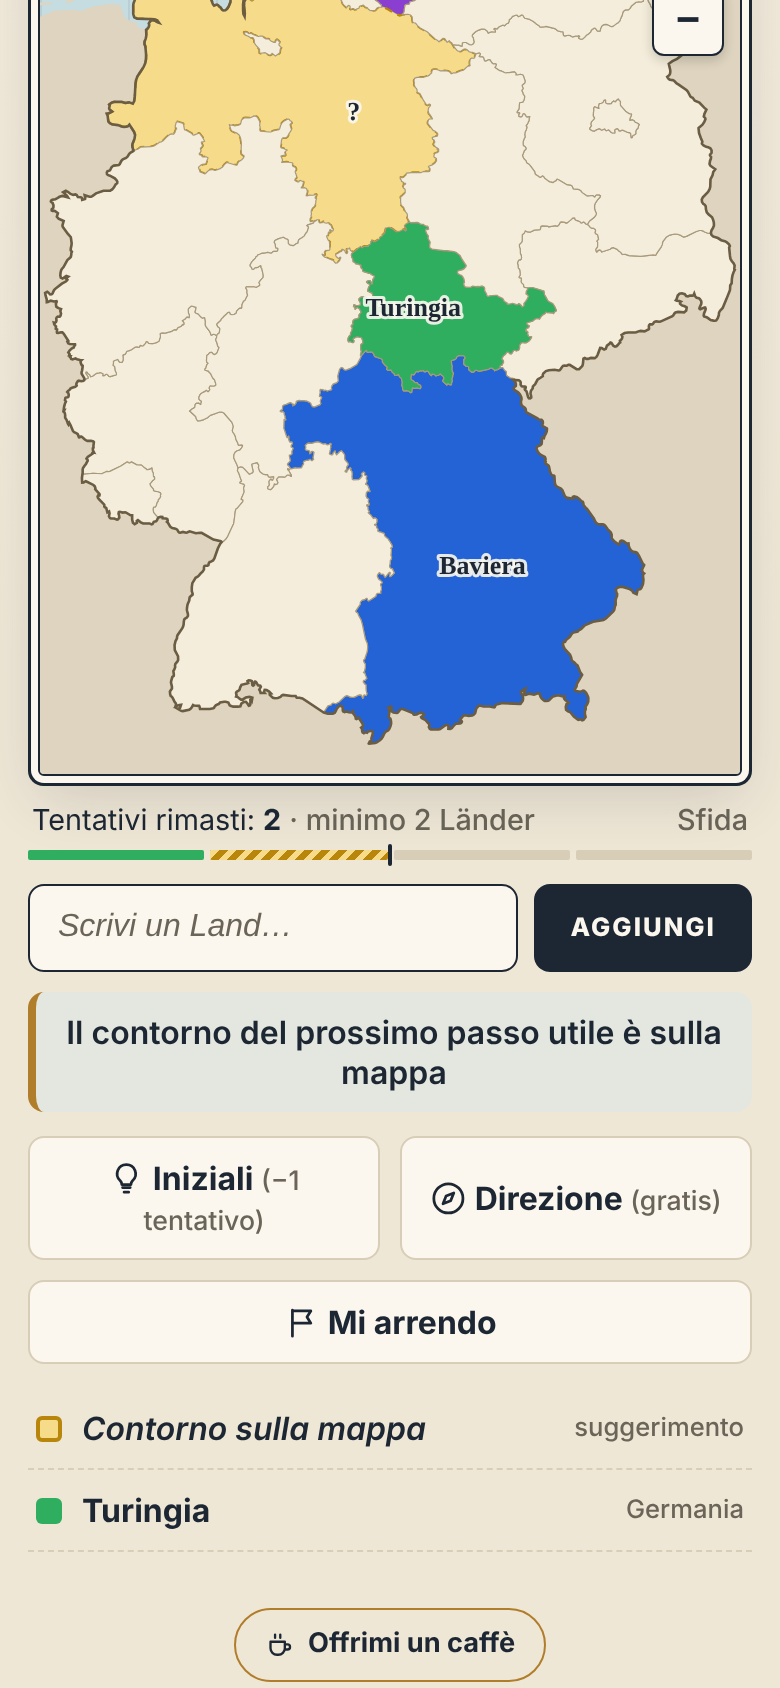 −
?
Turingia
Baviera
Tentativi rimasti: 2 · minimo 2 Länder
Sfida
Scrivi un Land…
AGGIUNGI
Il contorno del prossimo passo utile è sulla
mappa
Iniziali (−1
tentativo)
Direzione (gratis)
Mi arrendo
Contorno sulla mappa
suggerimento
Turingia
Germania
Offrimi un caffè